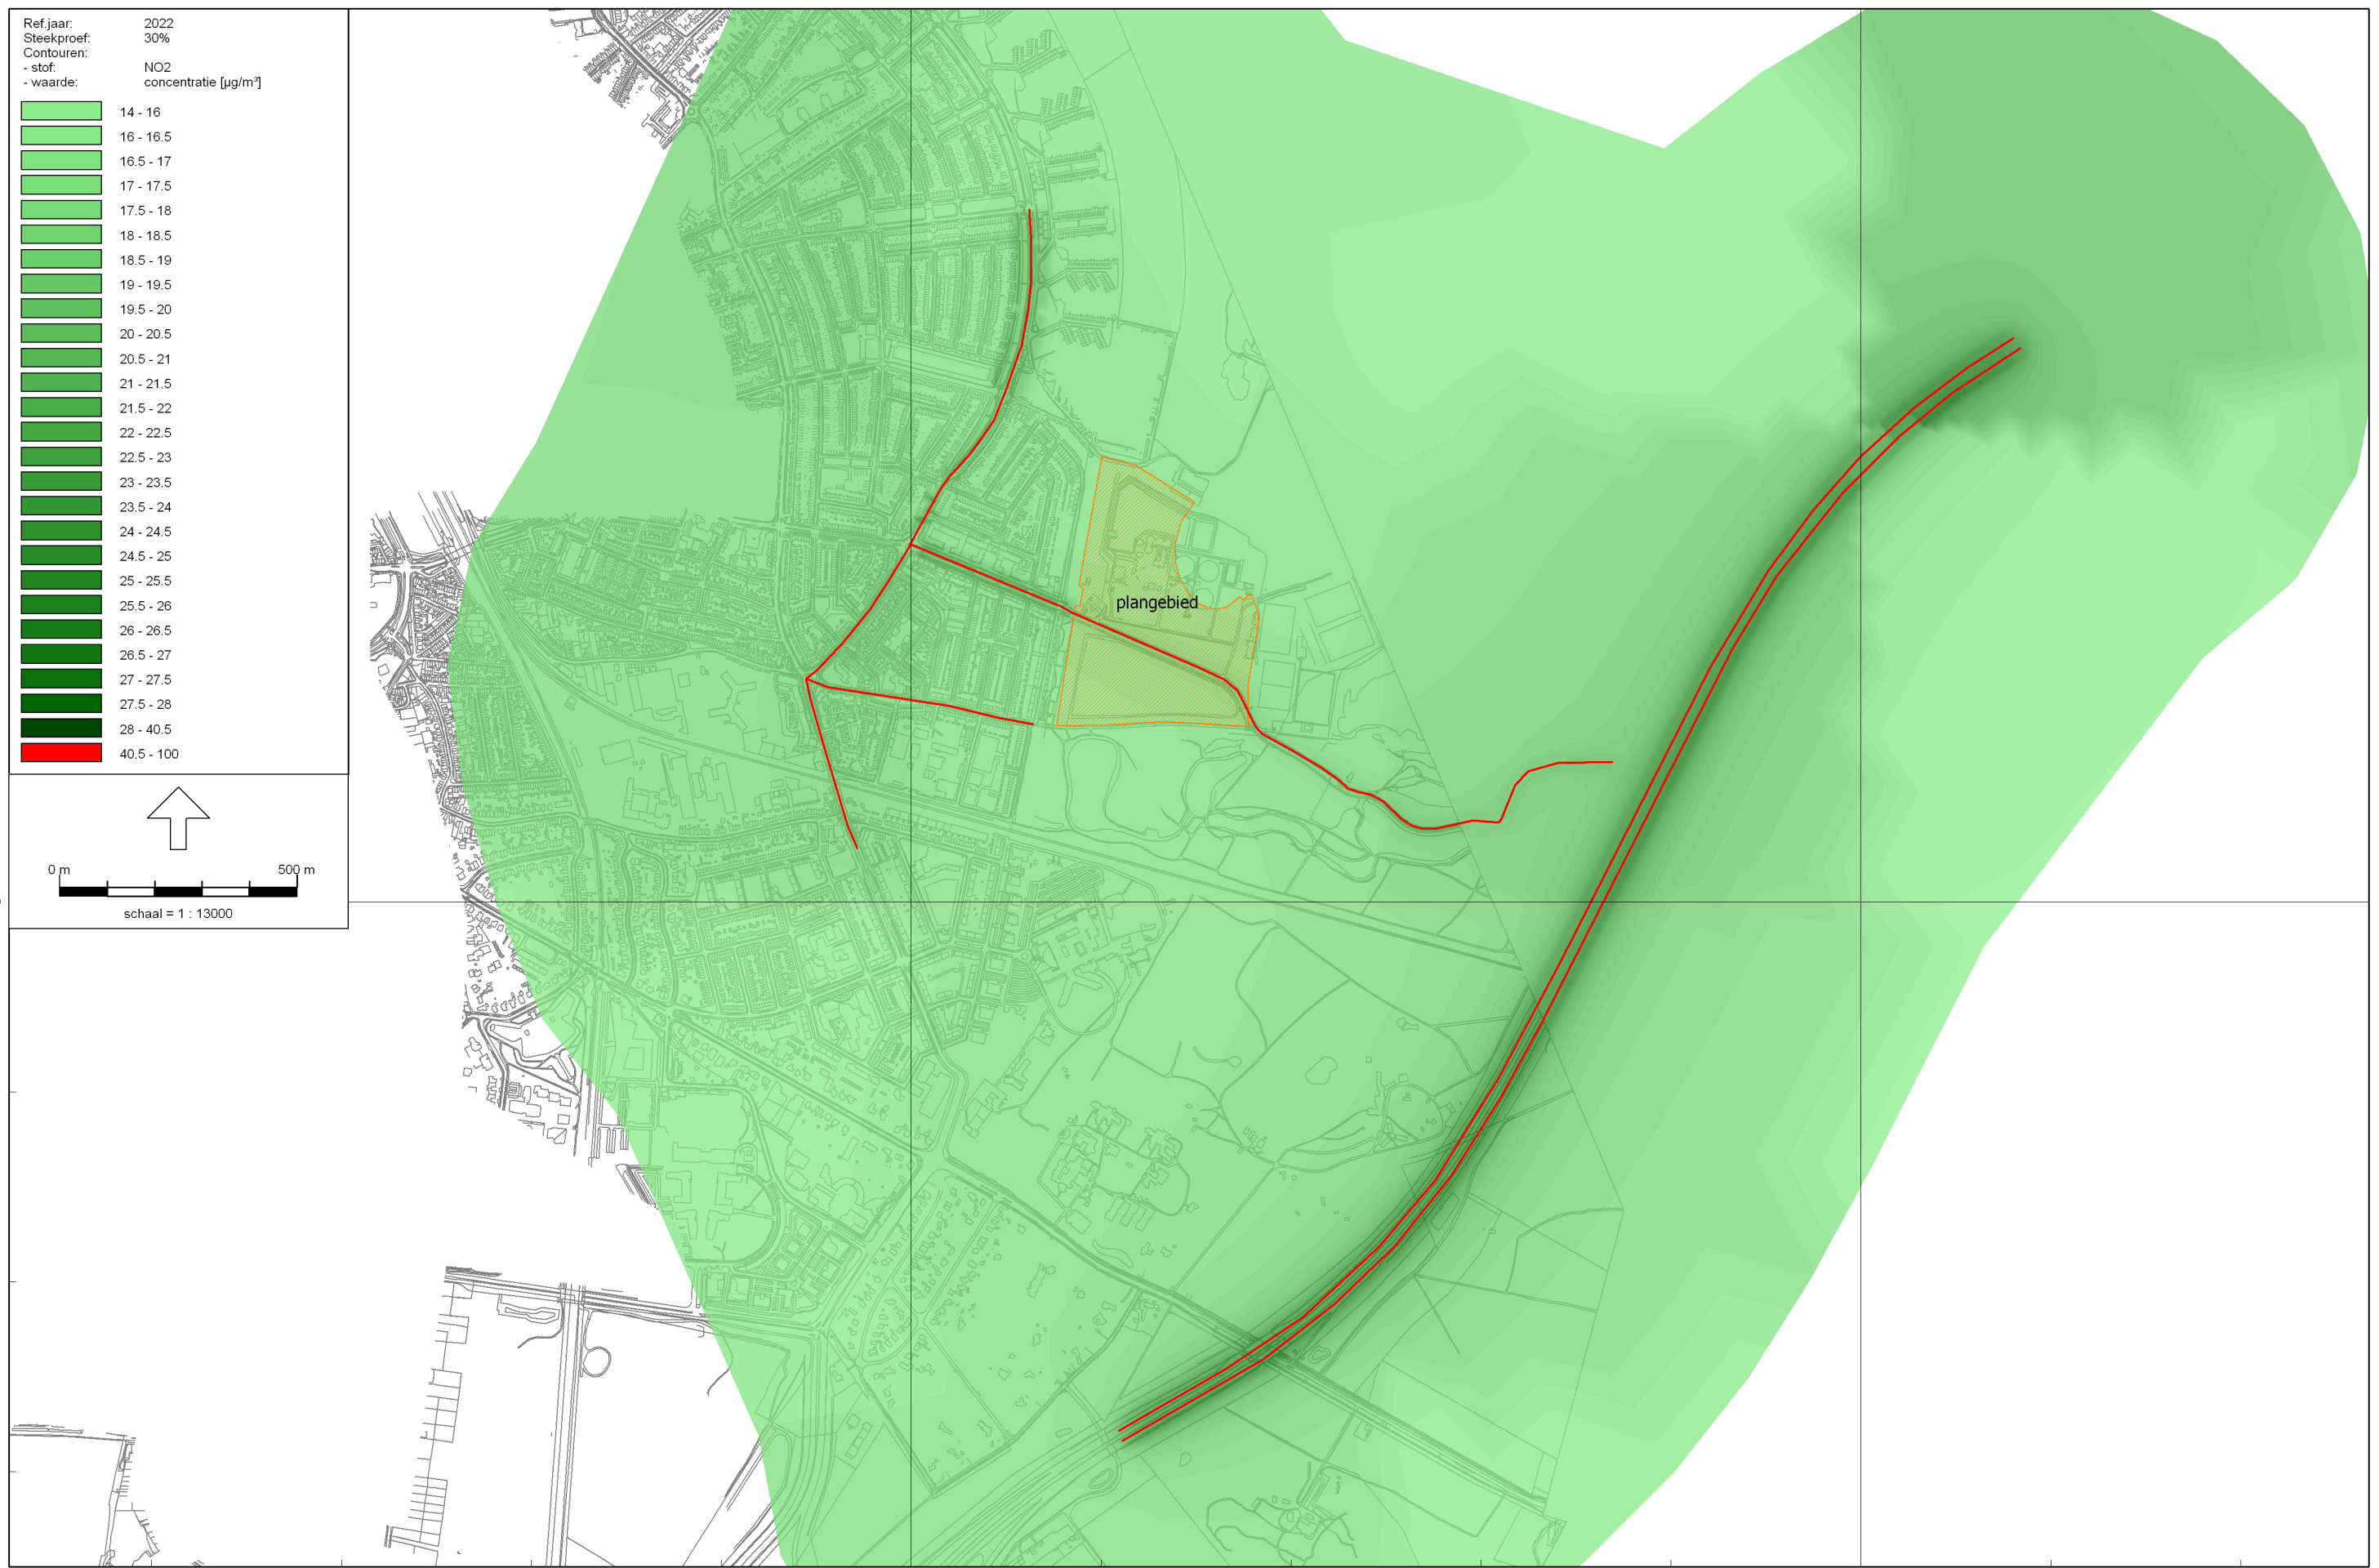 Ref.jaar: 2022
Steekproef: 30%
Contouren:
- stof: NO2
- waarde: concentratie [µg/m³]
14 - 16
16 - 16.5
16.5 - 17
17 - 17.5
17.5 - 18
18 - 18.5
18.5 - 19
19 - 19.5
19.5 - 20
20 - 20.5
20.5 - 21
21 - 21.5
21.5 - 22
22 - 22.5
22.5 - 23
23 - 23.5
23.5 - 24
24 - 24.5
24.5 - 25
25 - 25.5
25.5 - 26
26 - 26.5
26.5 - 27
27 - 27.5
27.5 - 28
28 - 40.5
40.5 - 100
0 m 500 m
schaal = 1 : 13000
plangebied